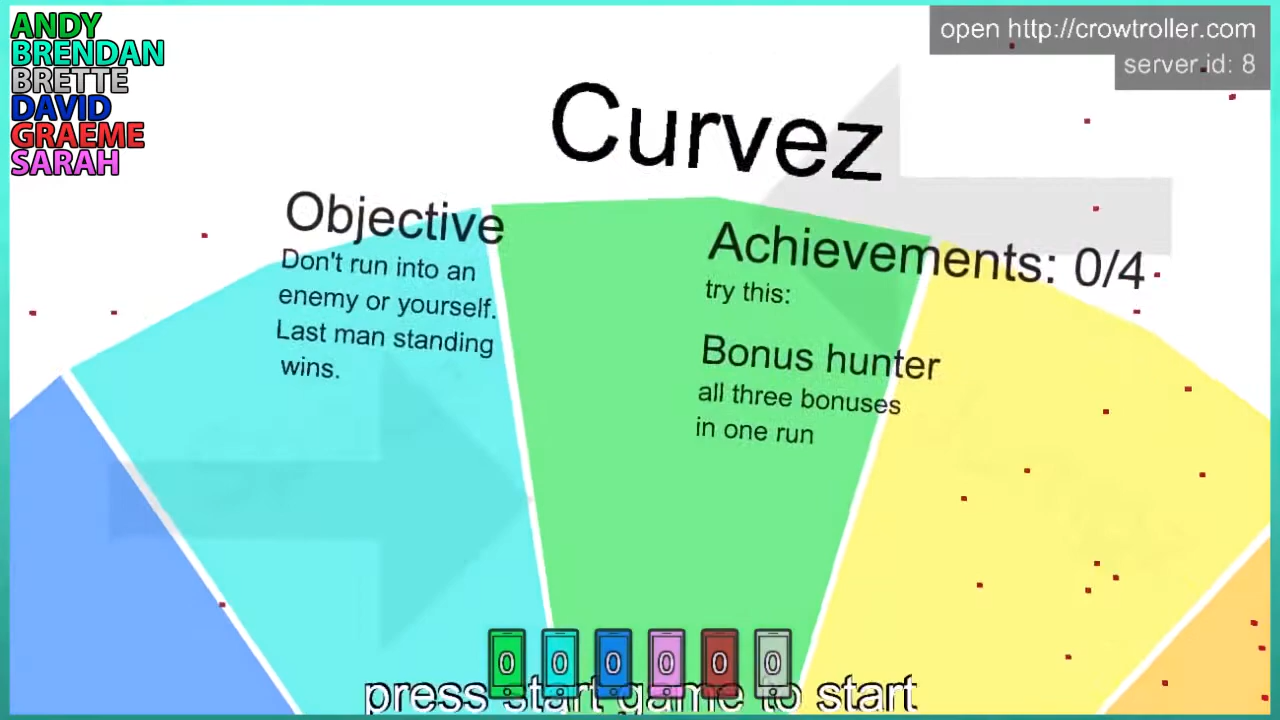 ANDY
BRENDAN
BRETTE
DAVID
GRAEME
SARAH
open http://crowtroller.com
server id: 8
Curvez
Objective
Don't run into an
enemy or yourself.
Last man standing
wins.
Achievements: 0/4
try this:
Bonus hunter
all three bonuses
in one run
0 0 0 0 0 0
press start game to start